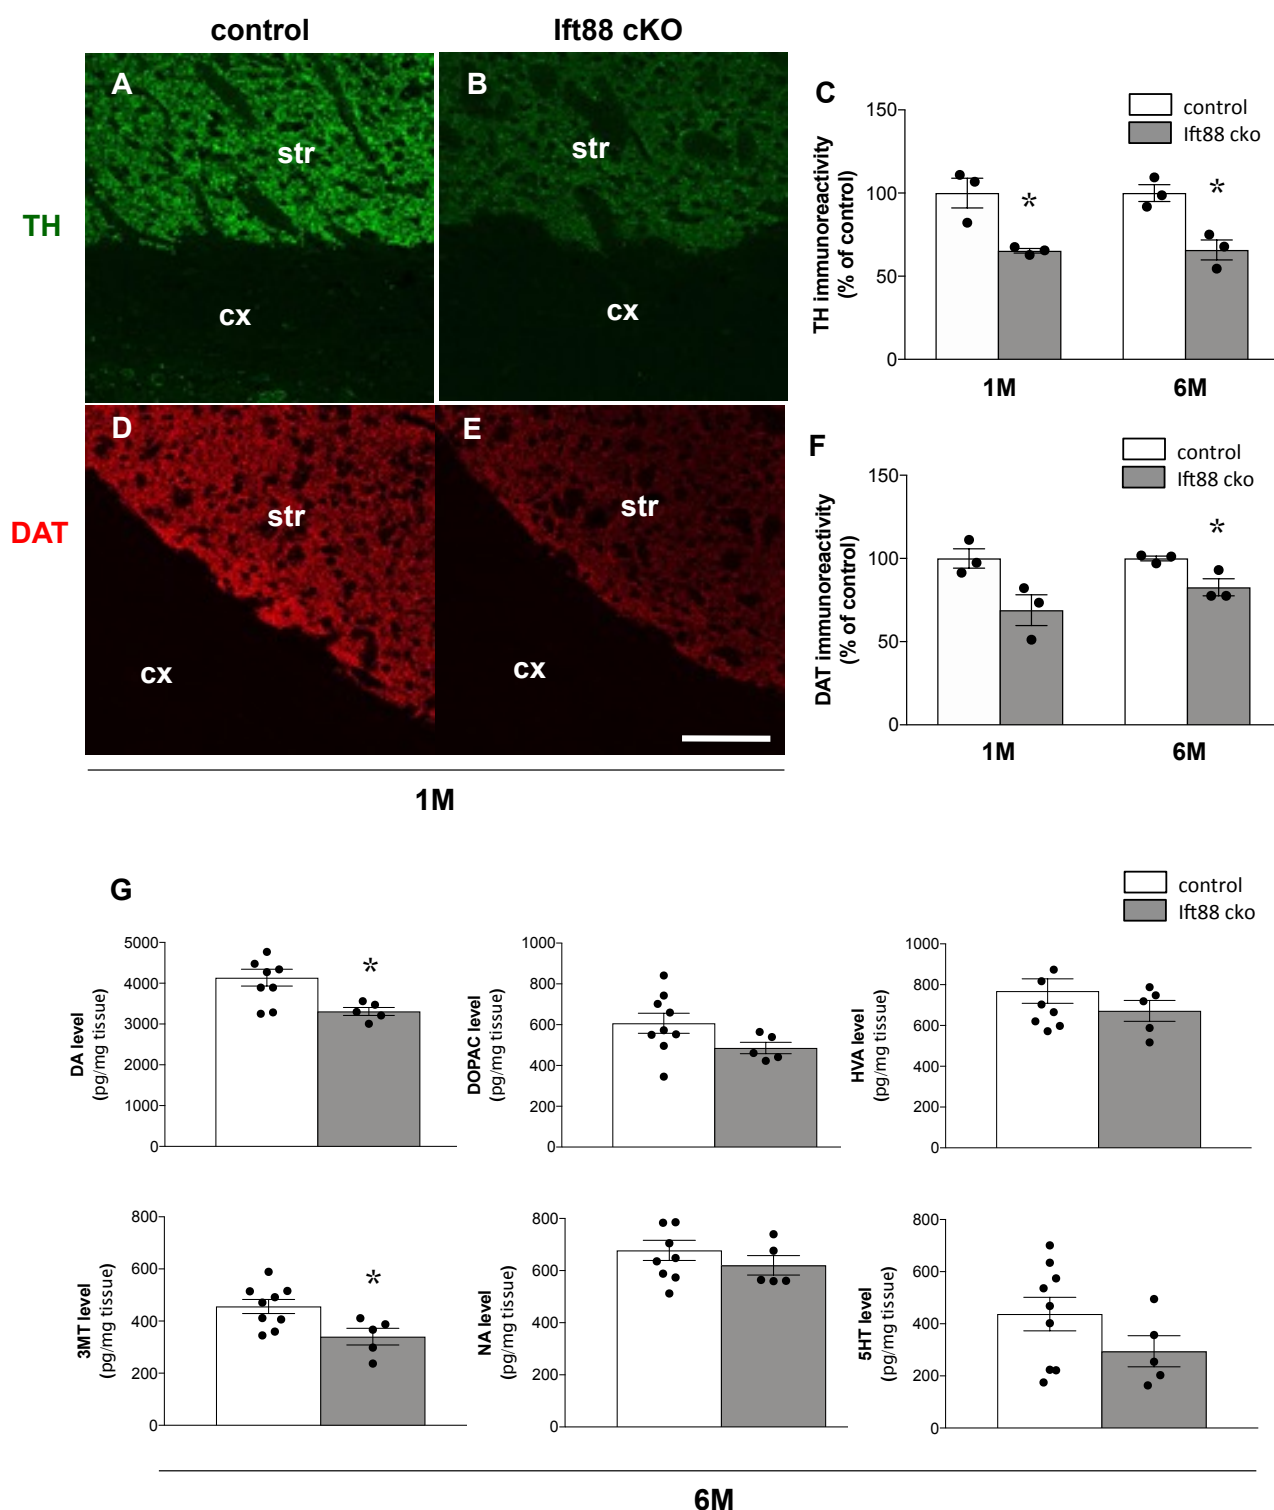 control
Ift88 cKO
A
B
str
str
TH
cx
cx
C
control
Ift88 cko
TH immunoreactivity
(% of control)
150
100
50
0
*
*
1M
6M
D
E
str
str
DAT
cx
cx
1M
F
control
Ift88 cko
DAT immunoreactivity
(% of control)
150
100
50
0
*
1M
6M
G
control
Ift88 cko
DA level
(pg/mg tissue)
5000
4000
3000
2000
1000
0
*
DOPAC level
(pg/mg tissue)
1000
800
600
400
200
0
HVA level
(pg/mg tissue)
1000
800
600
400
200
0
3MT level
(pg/mg tissue)
800
600
400
200
0
*
NA level
(pg/mg tissue)
800
600
400
200
0
5HT level
(pg/mg tissue)
800
600
400
200
0
6M